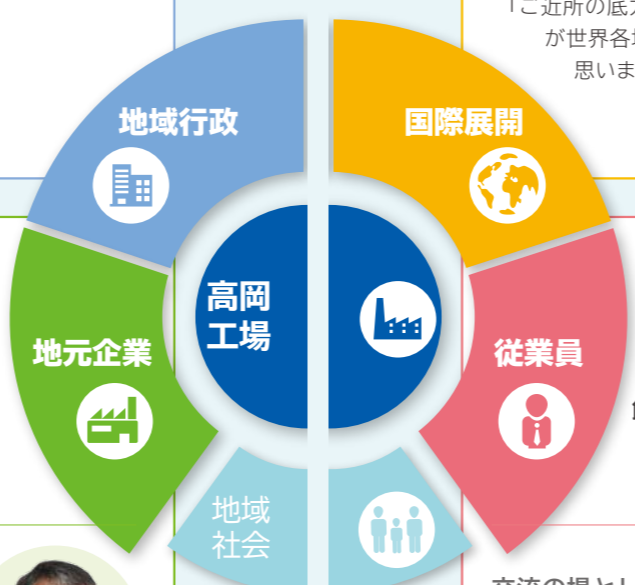 「ご近所の底
が世界各
思いま
地域行政
国際展開
高岡
工場
地元企業
従業員
地域
社会